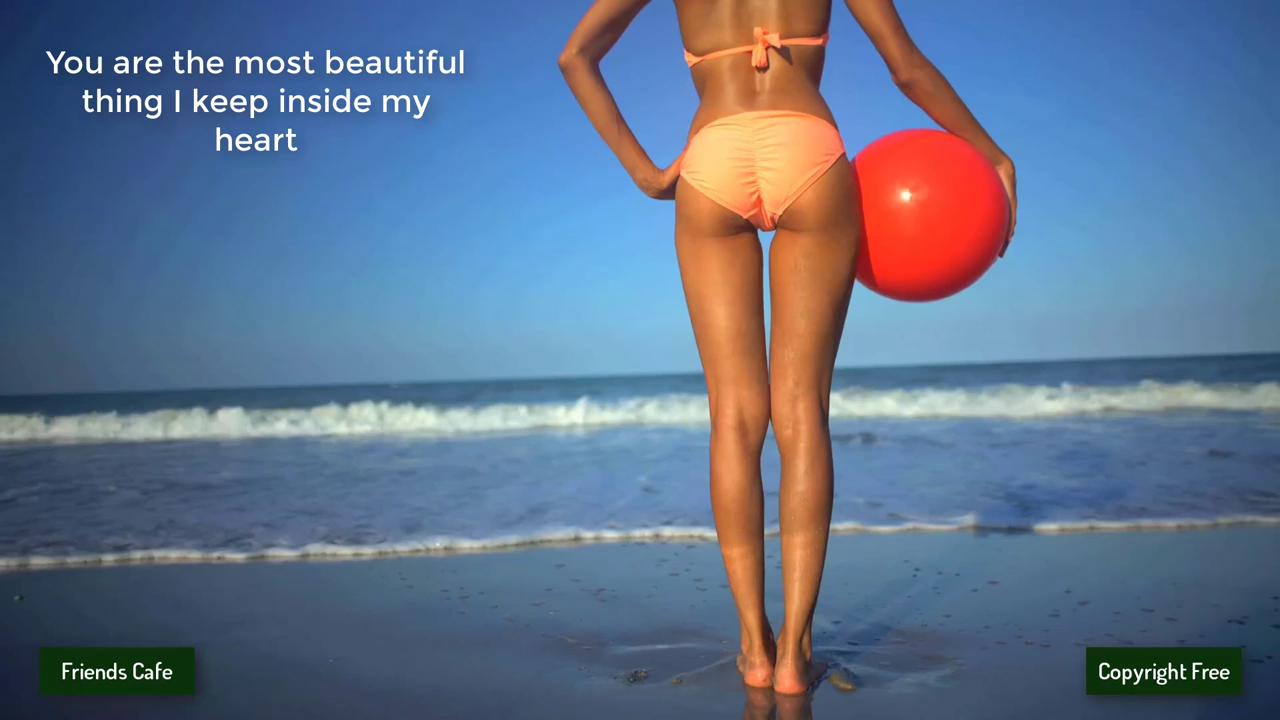 You are the most beautiful
thing I keep inside my
heart
Friends Cafe
Copyright Free